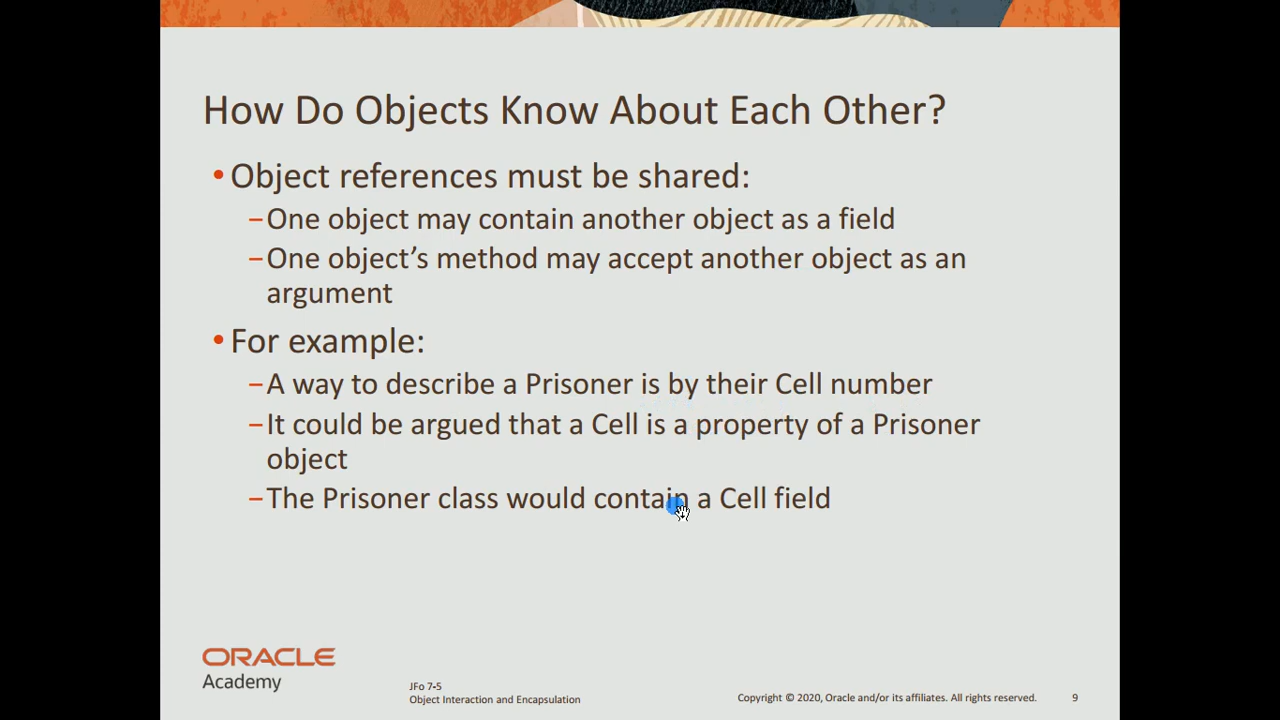 How Do Objects Know About Each Other?
• Object references must be shared:
–One object may contain another object as a field
–One object’s method may accept another object as an
argument
• For example:
–A way to describe a Prisoner is by their Cell number
–It could be argued that a Cell is a property of a Prisoner
object
–The Prisoner class would contain a Cell field
ORACLE
Academy
JFo 7-5
Object Interaction and Encapsulation
Copyright © 2020, Oracle and/or its affiliates. All rights reserved.
9